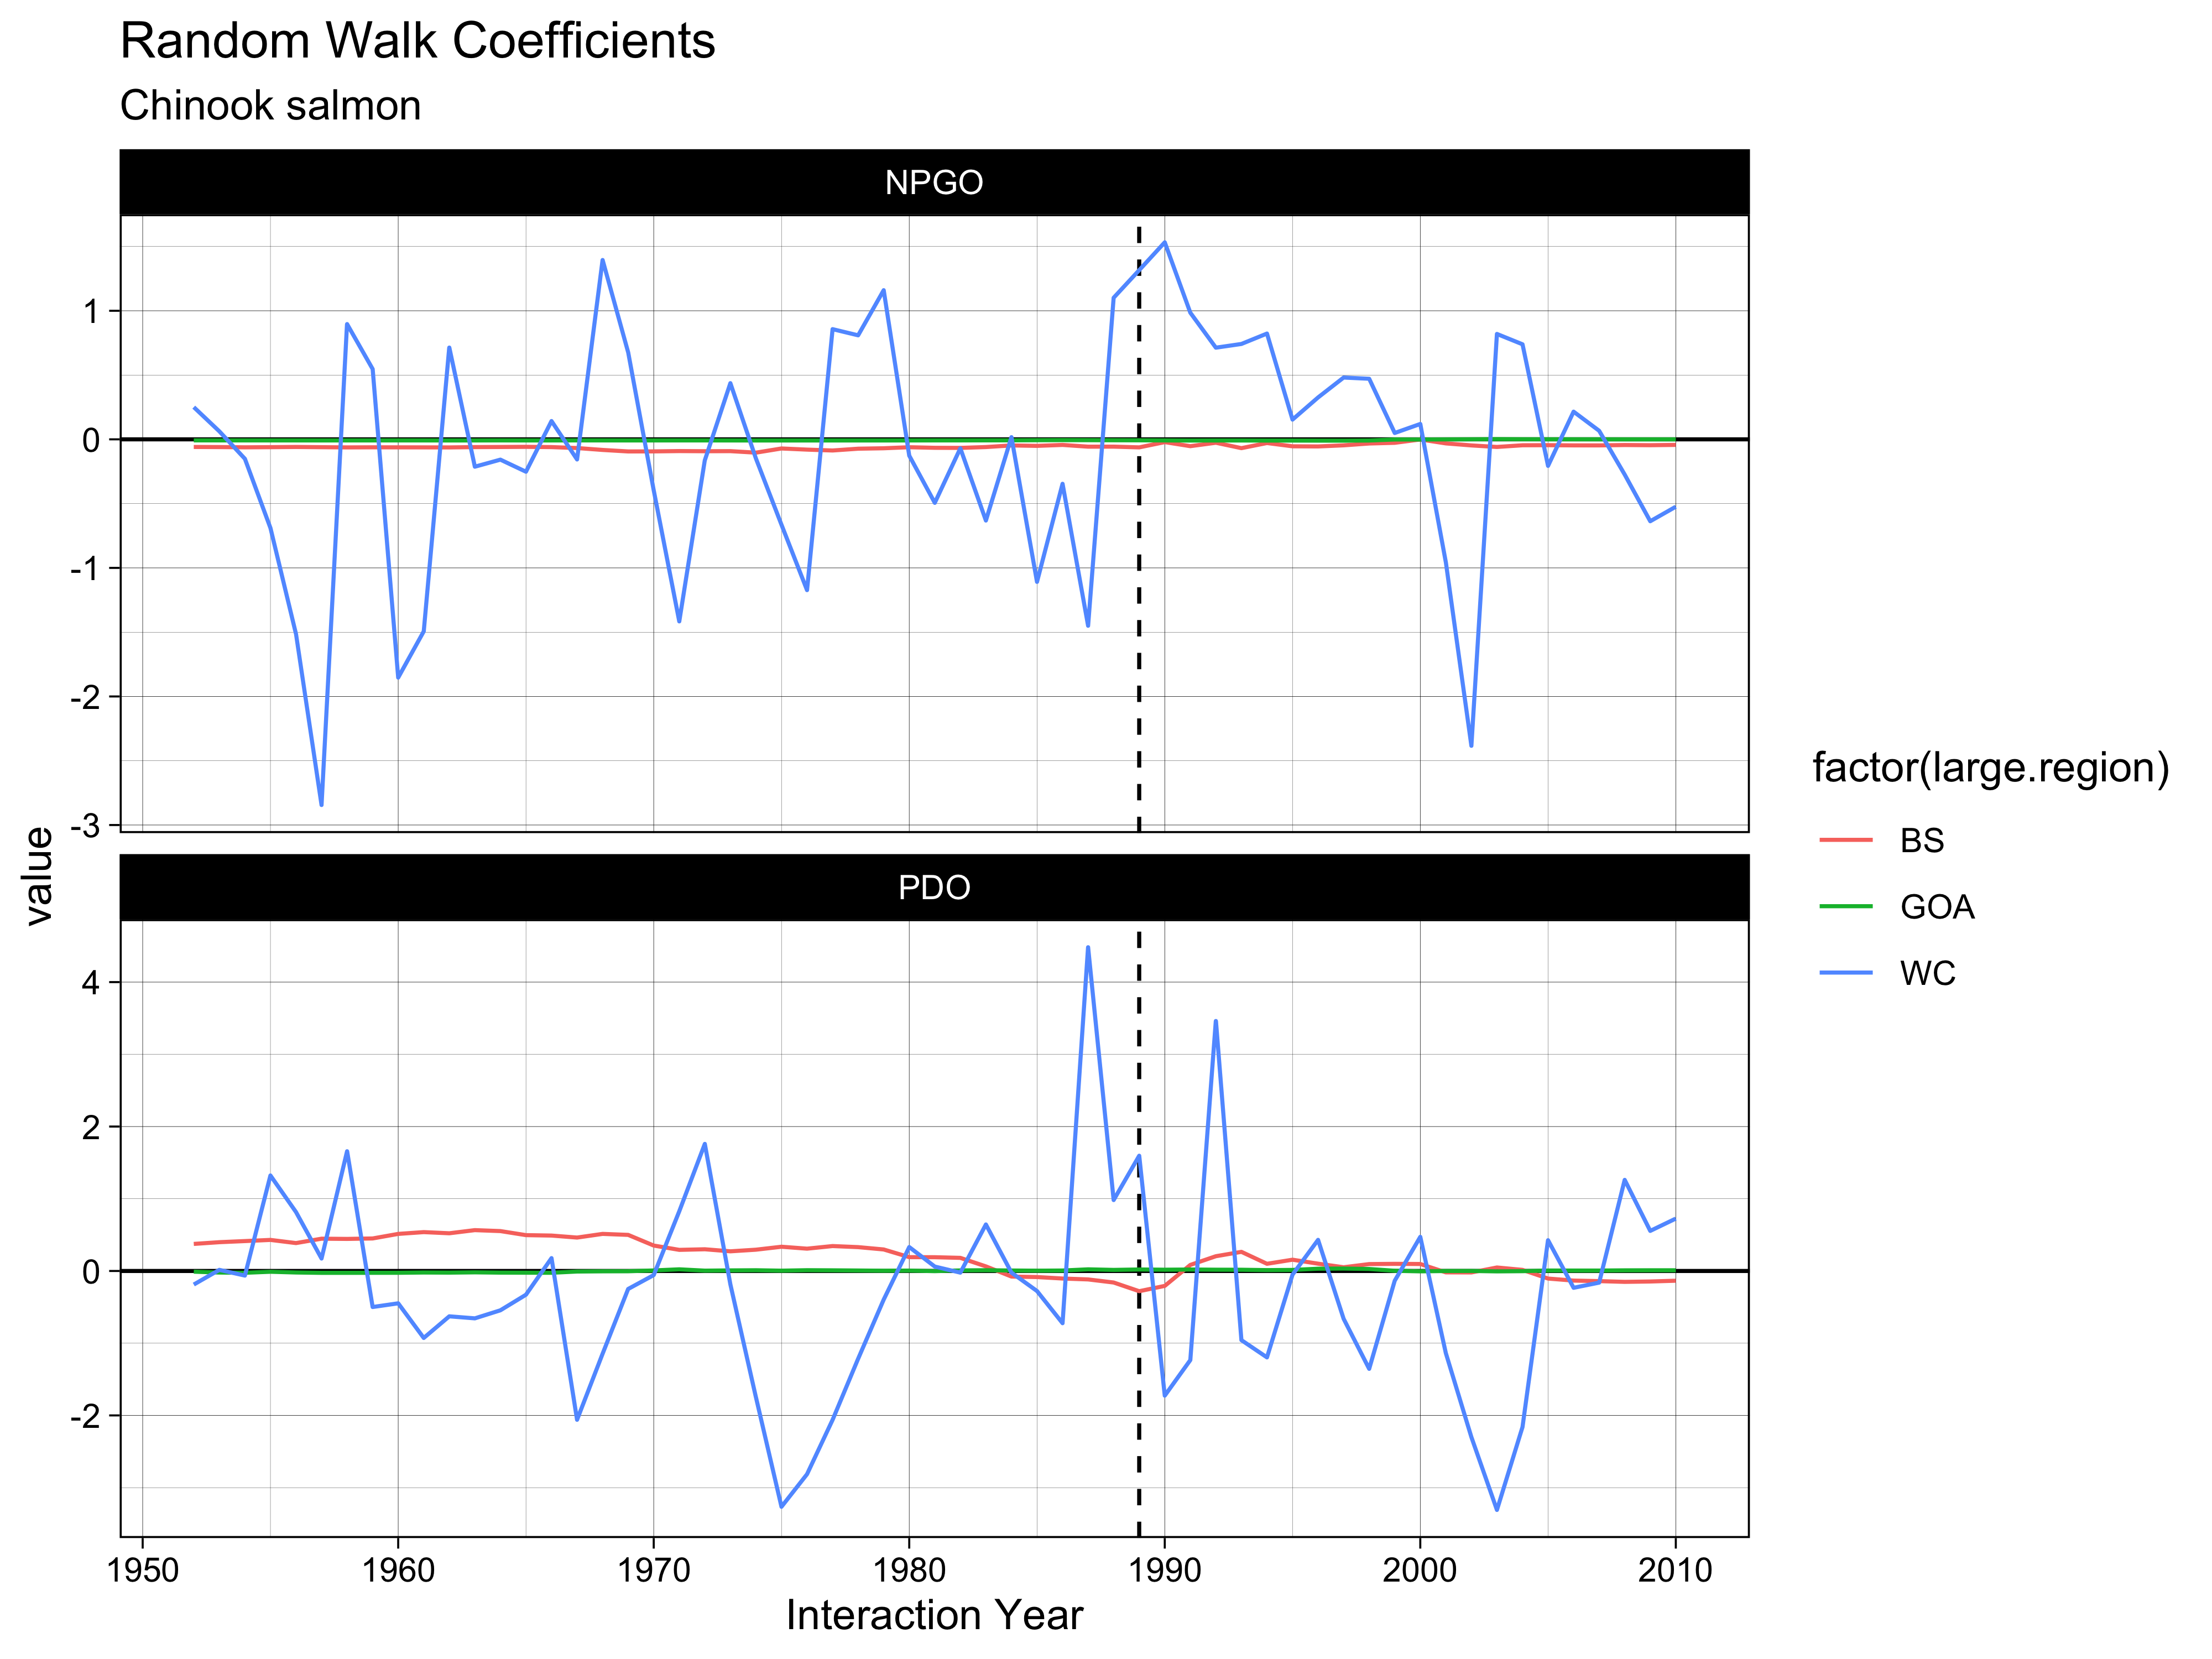 Random Walk Coefficients
Chinook salmon
NPGO
1
0
-1
-2
-3
PDO
4
2
0
-2
value
1950 1960 1970 1980 1990 2000 2010
Interaction Year
factor(large.region)
BS
GOA
WC